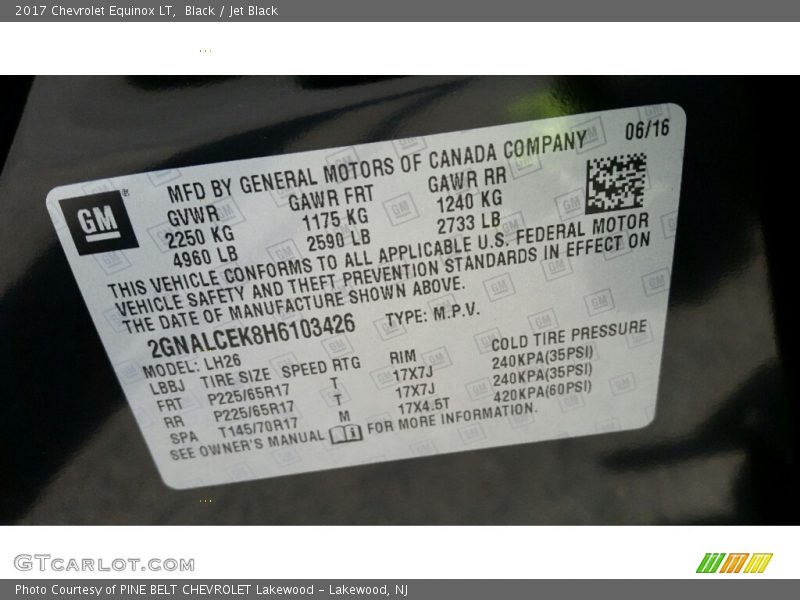 2017 Chevrolet Equinox LT, Black / Jet Black
06/16
GM
MFD BY GENERAL MOTORS OF CANADA COMPANY
GVWR GAWR FRT GAWR RR
2250 KG 1175 KG 1240 KG
4960 LB 2590 LB 2733 LB
THIS VEHICLE CONFORMS TO ALL APPLICABLE U.S. FEDERAL MOTOR
VEHICLE SAFETY AND THEFT PREVENTION STANDARDS IN EFFECT ON
THE DATE OF MANUFACTURE SHOWN ABOVE.
2GNALCEK8H6103426 TYPE: M.P.V.
MODEL: LH26
LBBJ TIRE SIZE SPEED RTG RIM COLD TIRE PRESSURE
FRT P225/65R17 T 17X7J 240KPA(35PSI)
RR P225/65R17 T 17X7J 240KPA(35PSI)
SPA T145/70R17 M 17X4.5T 420KPA(60PSI)
SEE OWNER'S MANUAL FOR MORE INFORMATION.
GTCARLOT.COM
Photo Courtesy of PINE BELT CHEVROLET Lakewood - Lakewood, NJ